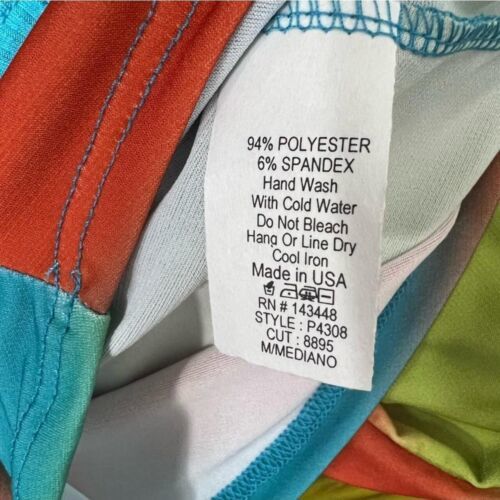 94% POLYESTER
6% SPANDEX
Hand Wash
With Cold Water
Do Not Bleach
Hang Or Line Dry
Cool Iron
Made in USA
RN # 143448
STYLE : P4308
CUT : 8895
M/MEDIANO